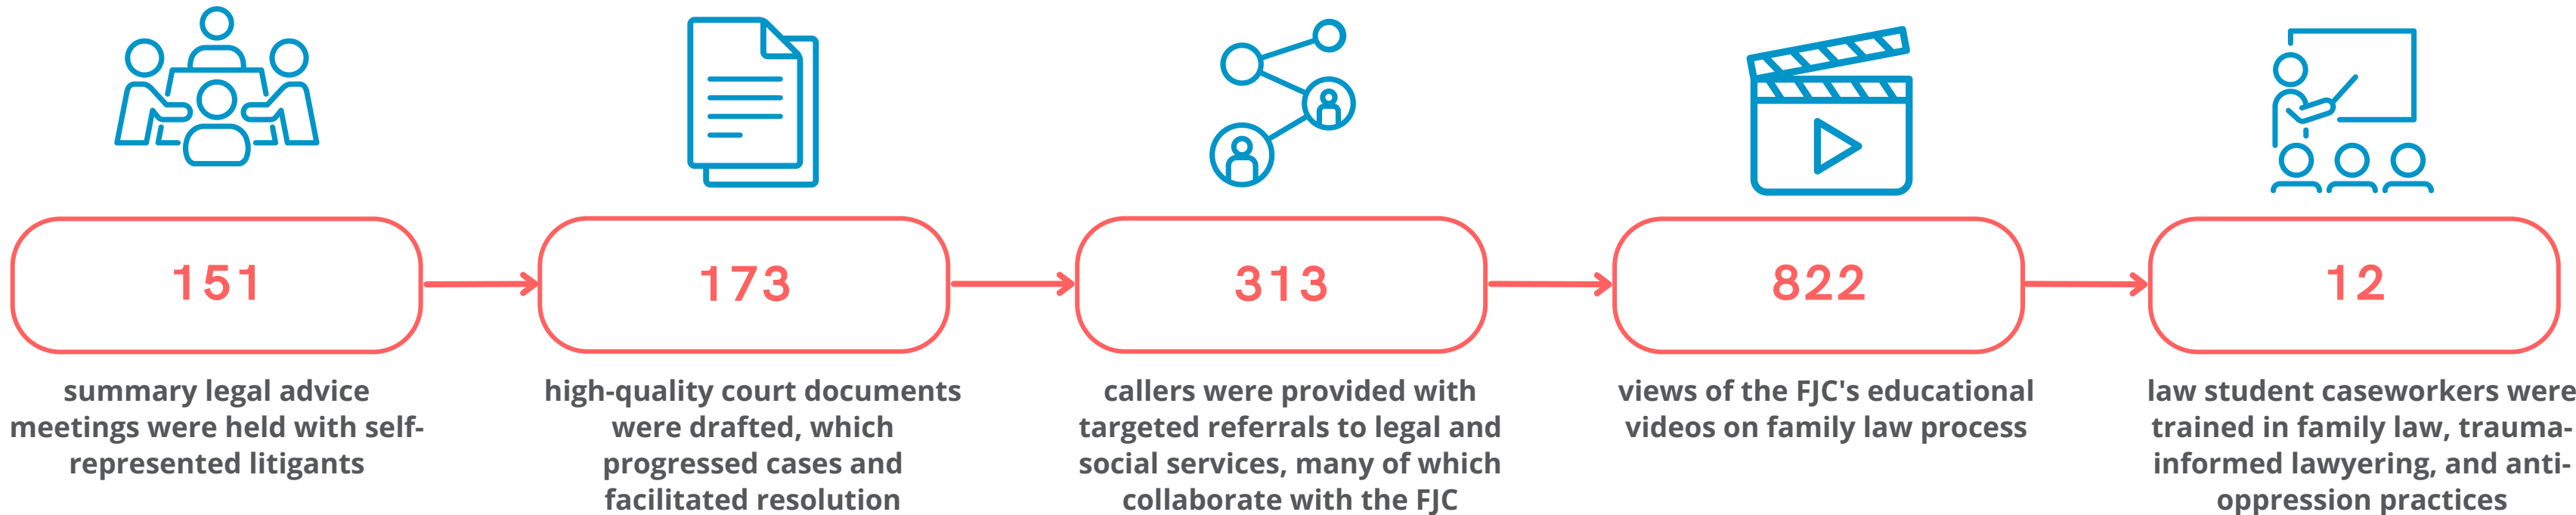 151
summary legal advice
meetings were held with self-
represented litigants
173
high-quality court documents
were drafted, which
progressed cases and
facilitated resolution
313
callers were provided with
targeted referrals to legal and
social services, many of which
collaborate with the FJC
822
views of the FJC's educational
videos on family law process
12
law student caseworkers were
trained in family law, trauma-
informed lawyering, and anti-
oppression practices